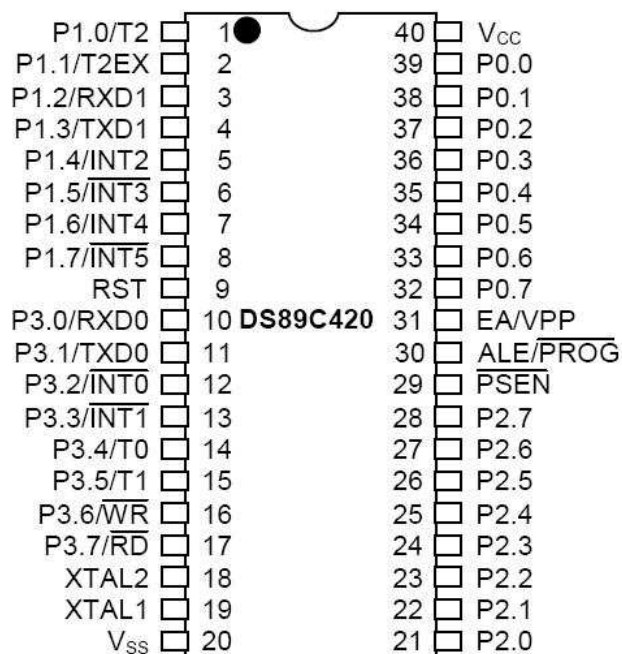 P1.0/T2 1 40 VCC
P1.1/T2EX 2 39 P0.0
P1.2/RXD1 3 38 P0.1
P1.3/TXD1 4 37 P0.2
P1.4/INT2 5 36 P0.3
P1.5/INT3 6 35 P0.4
P1.6/INT4 7 34 P0.5
P1.7/INT5 8 33 P0.6
RST 9 32 P0.7
P3.0/RXD0 10 DS89C420 31 EA/VPP
P3.1/TXD0 11 30 ALE/PROG
P3.2/INT0 12 29 PSEN
P3.3/INT1 13 28 P2.7
P3.4/T0 14 27 P2.6
P3.5/T1 15 26 P2.5
P3.6/WR 16 25 P2.4
P3.7/RD 17 24 P2.3
XTAL2 18 23 P2.2
XTAL1 19 22 P2.1
VSS 20 21 P2.0